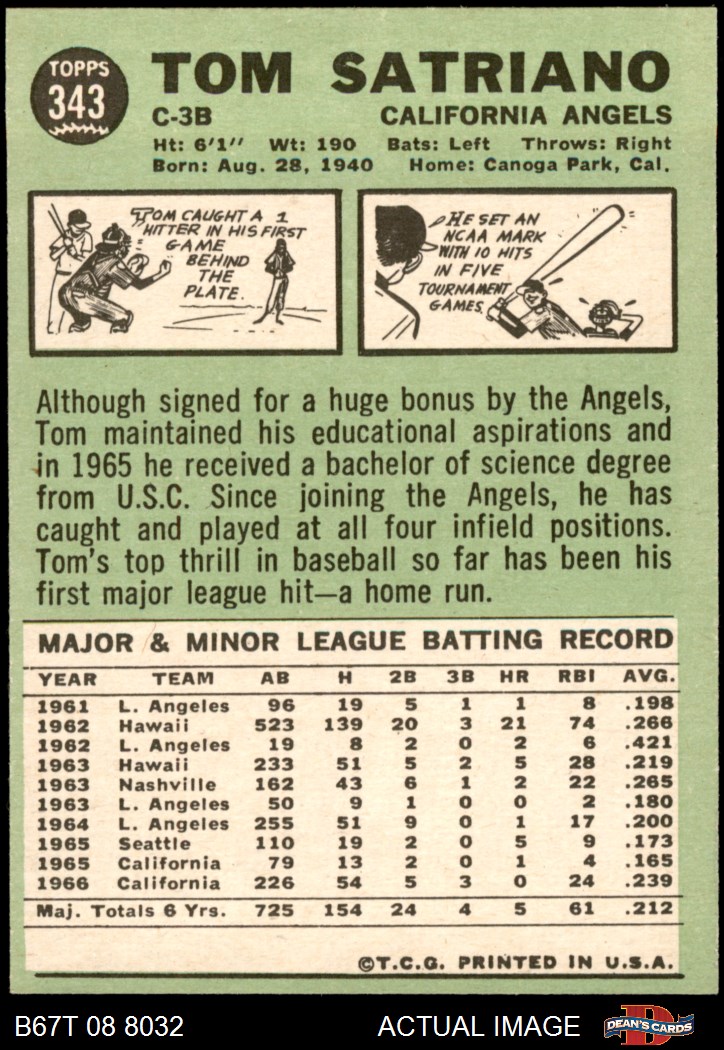 TOPPS
343
TOM SATRIANO
C-3B CALIFORNIA ANGELS
Ht: 6'1" Wt: 190 Bats: Left Throws: Right
Born: Aug. 28, 1940 Home: Canoga Park, Cal.
TOM CAUGHT A 1
HITTER IN HIS FIRST
GAME
BEHIND
THE
PLATE.
HE SET AN
NCAA MARK
WITH 10 HITS
IN FIVE
TOURNAMENT
GAMES.
Although signed for a huge bonus by the Angels,
Tom maintained his educational aspirations and
in 1965 he received a bachelor of science degree
from U.S.C. Since joining the Angels, he has
caught and played at all four infield positions.
Tom's top thrill in baseball so far has been his
first major league hit—a home run.
MAJOR & MINOR LEAGUE BATTING RECORD
YEAR TEAM AB H 2B 3B HR RBI AVG.
1961 L. Angeles 96 19 5 1 1 8 .198
1962 Hawaii 523 139 20 3 21 74 .266
1962 L. Angeles 19 8 2 0 2 6 .421
1963 Hawaii 233 51 5 2 5 28 .219
1963 Nashville 162 43 6 1 2 22 .265
1963 L. Angeles 50 9 1 0 0 2 .180
1964 L. Angeles 255 51 9 0 1 17 .200
1965 Seattle 110 19 2 0 5 9 .173
1965 California 79 13 2 0 1 4 .165
1966 California 226 54 5 3 0 24 .239
Maj. Totals 6 Yrs. 725 154 24 4 5 61 .212
©T.C.G. PRINTED IN U.S.A.
B67T 08 8032 ACTUAL IMAGE D DEAN'S CARDS